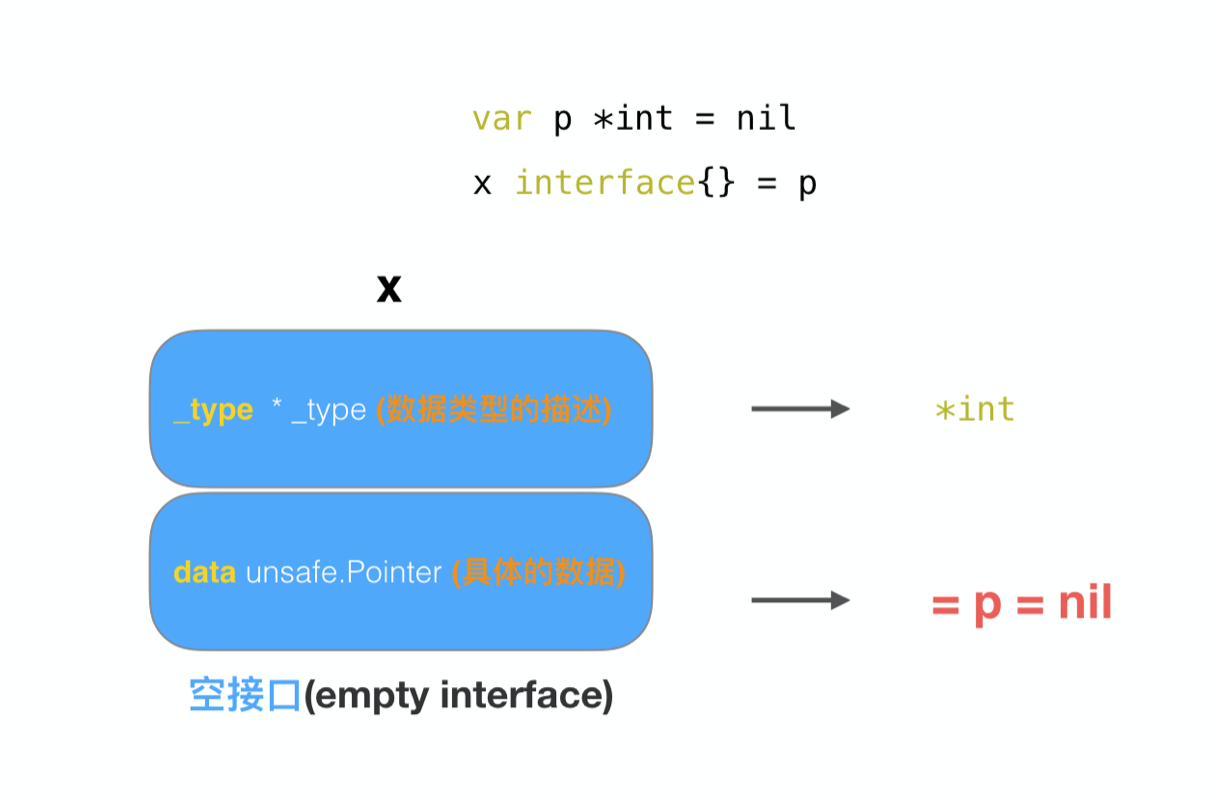 var p *int = nil
x interface{} = p
x
_type * _type (数据类型的描述)
*int
data unsafe.Pointer (具体的数据)
= p = nil
空接口(empty interface)